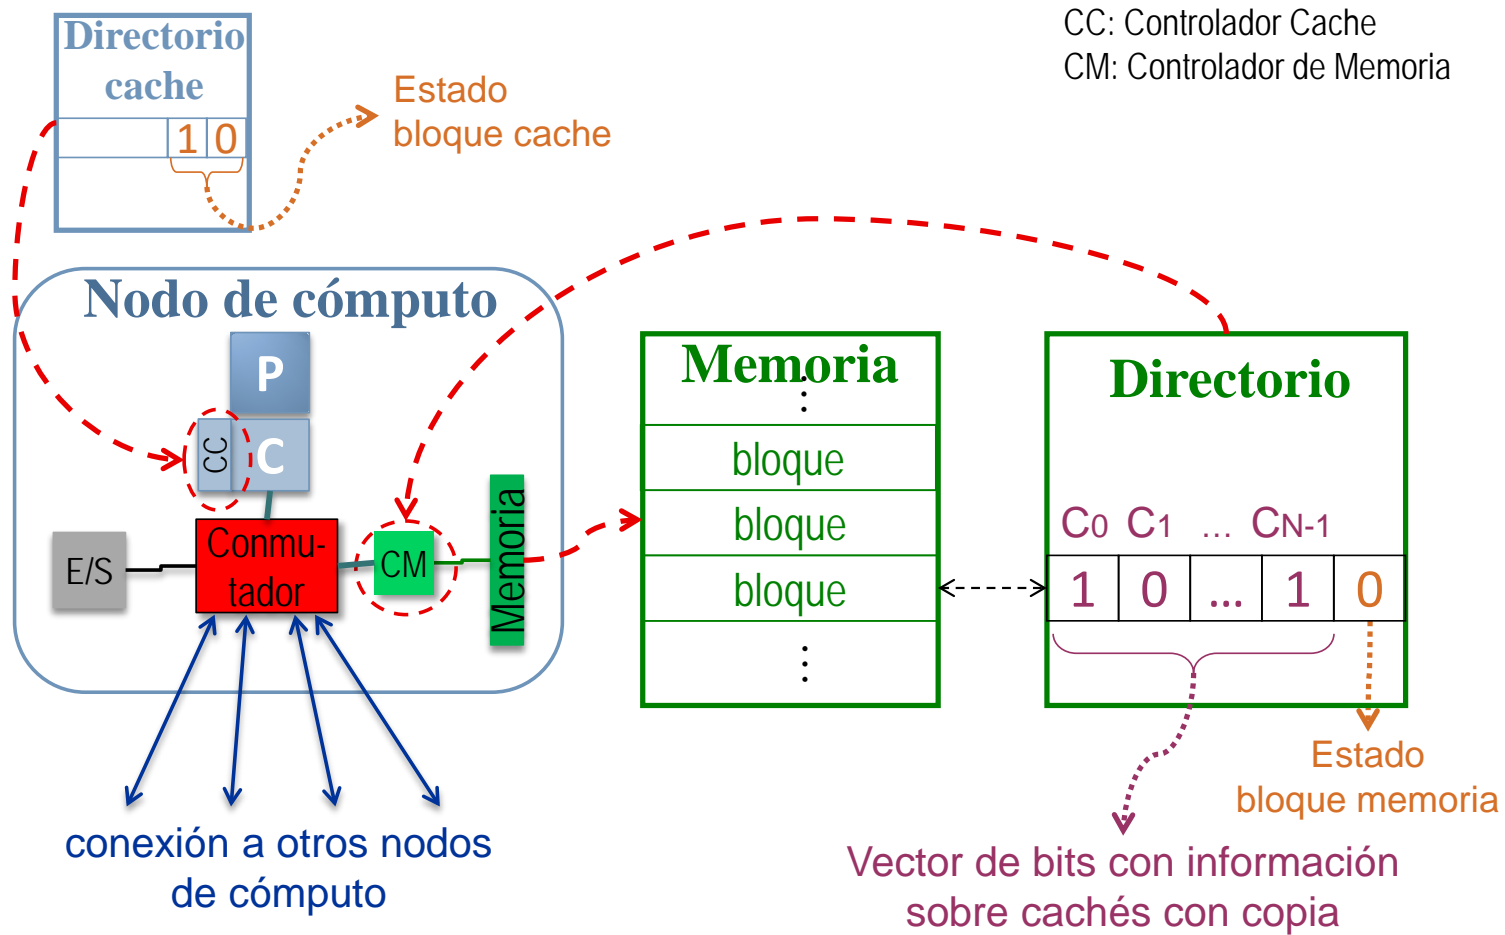 CC: Controlador Cache
CM: Controlador de Memoria
Directorio
cache
1 0
Estado
bloque cache
Nodo de cómputo
P
CC
C
E/S
Conmu-
tador
CM
Memoria
conexión a otros nodos
de cómputo
Memoria
⋮
bloque
bloque
bloque
⋮
Directorio
C0 C1 ... CN-1
1 0 ... 1 0
Estado
bloque memoria
Vector de bits con información
sobre cachés con copia